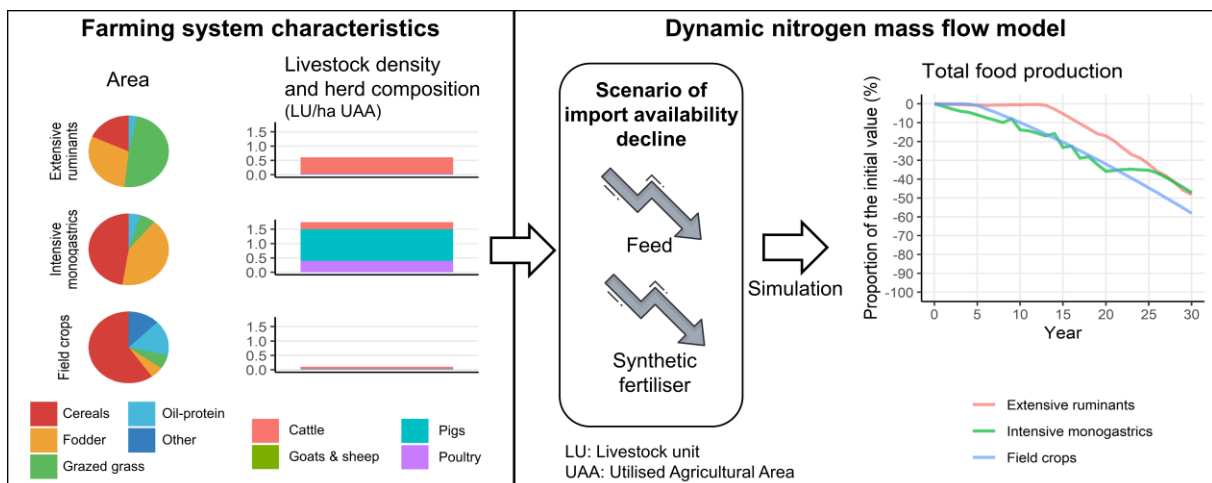 Farming system characteristics
Area
Livestock density
and herd composition
(LU/ha UAA)
Extensive
ruminants
1.5
1.0
0.5
0.0
Intensive
monogastrics
1.5
1.0
0.5
0.0
Field crops
1.5
1.0
0.5
0.0
Cereals
Oil-protein
Fodder
Other
Grazed grass
Cattle
Pigs
Goats & sheep
Poultry
Dynamic nitrogen mass flow model
Scenario of
import availability
decline
Feed
Synthetic
fertiliser
Simulation
LU: Livestock unit
UAA: Utilised Agricultural Area
Total food production
Proportion of the initial value (%)
0
-10
-20
-30
-40
-50
-60
-70
-80
-90
-100
0 5 10 15 20 25 30
Year
Extensive ruminants
Intensive monogastrics
Field crops